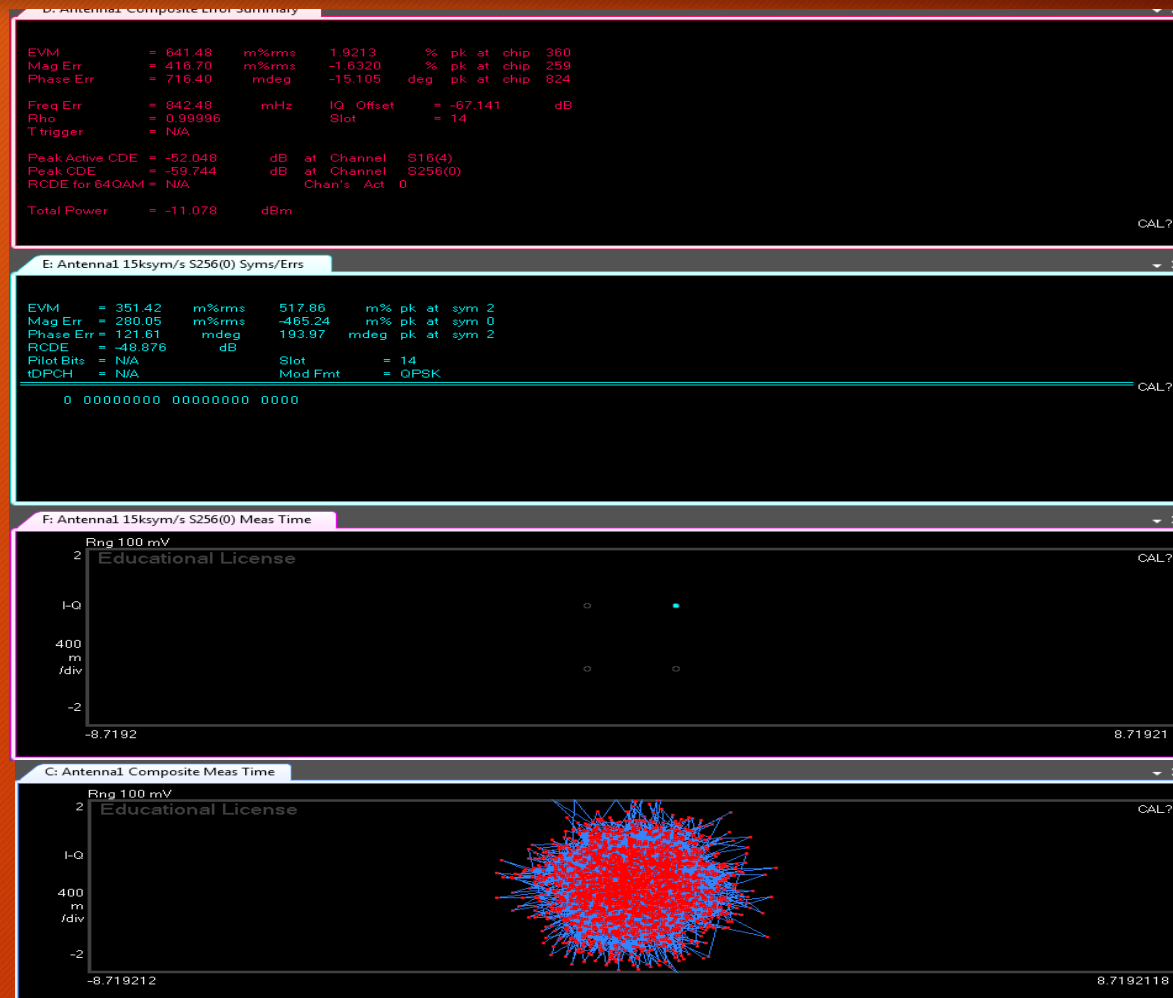 D: Antenna1 Composite Error Summary
EVM = 641.48 m%rms 1.9213 % pk at chip 360
Mag Err = 416.70 m%rms -1.6320 % pk at chip 259
Phase Err = 716.40 mdeg -15.105 deg pk at chip 824
Freq Err = 842.48 mHz IQ Offset = -67.141 dB
Rho = 0.99996 Slot = 14
T trigger = N/A
Peak Active CDE = -52.048 dB at Channel S16(4)
Peak CDE = -59.744 dB at Channel S256(0)
RCDE for 64QAM = N/A Chan's Act 0
Total Power = -11.078 dBm
CAL?
E: Antenna1 15ksym/s S256(0) Syms/Errs
EVM = 351.42 m%rms 517.86 m% pk at sym 2
Mag Err = 280.05 m%rms -465.24 m% pk at sym 0
Phase Err = 121.61 mdeg 193.97 mdeg pk at sym 2
RCDE = -48.876 dB
Pilot Bits = N/A Slot = 14
tDPCH = N/A Mod Fmt = QPSK
CAL?
0 00000000 00000000 0000
F: Antenna1 15ksym/s S256(0) Meas Time
Rng 100 mV
2 Educational License CAL?
I-Q
400
m
/div
-2
-8.7192 8.71921
C: Antenna1 Composite Meas Time
Rng 100 mV
2 Educational License CAL?
I-Q
400
m
/div
-2
-8.719212 8.7192118